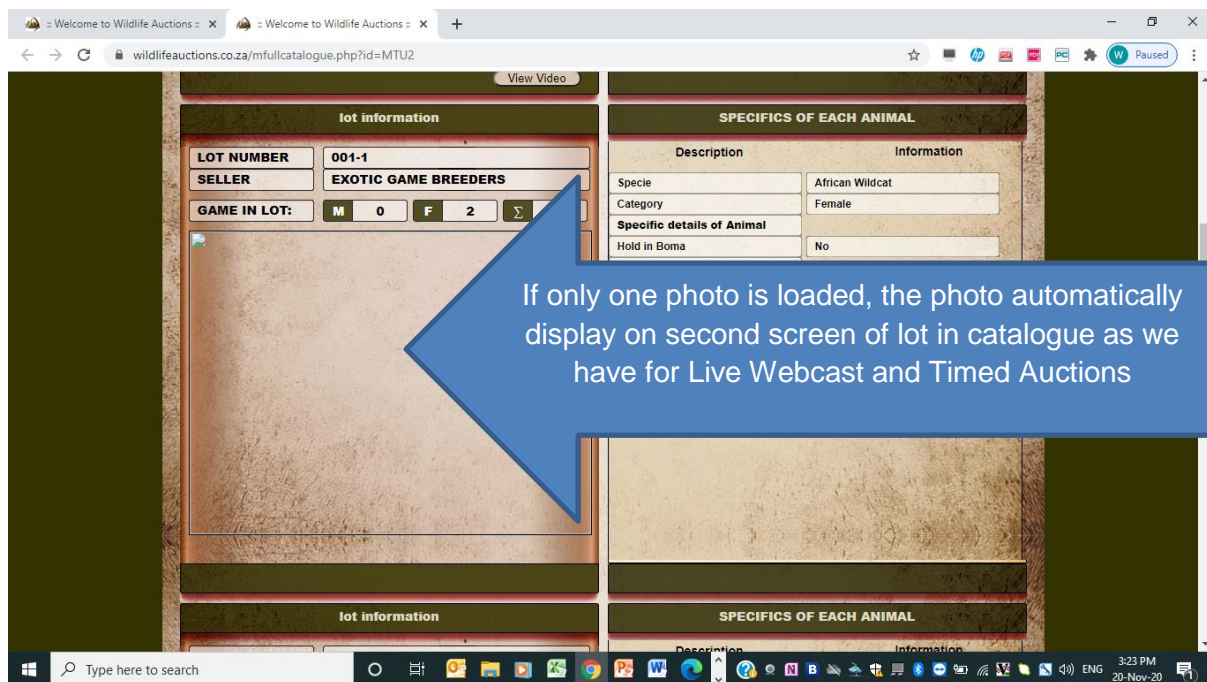 :: Welcome to Wildlife Auctions ::
:: Welcome to Wildlife Auctions ::
wildlifeauctions.co.za/mfullcatalogue.php?id=MTU2
W Paused
View Video
lot information
SPECIFICS OF EACH ANIMAL
Description Information
LOT NUMBER 001-1
SELLER EXOTIC GAME BREEDERS
Specie African Wildcat
Category Female
GAME IN LOT: M 0 F 2 Σ
Specific details of Animal
Hold in Boma No
If only one photo is loaded, the photo automatically
display on second screen of lot in catalogue as we
have for Live Webcast and Timed Auctions
lot information
SPECIFICS OF EACH ANIMAL
Description Information
Type here to search
ENG
3:23 PM
20-Nov-20